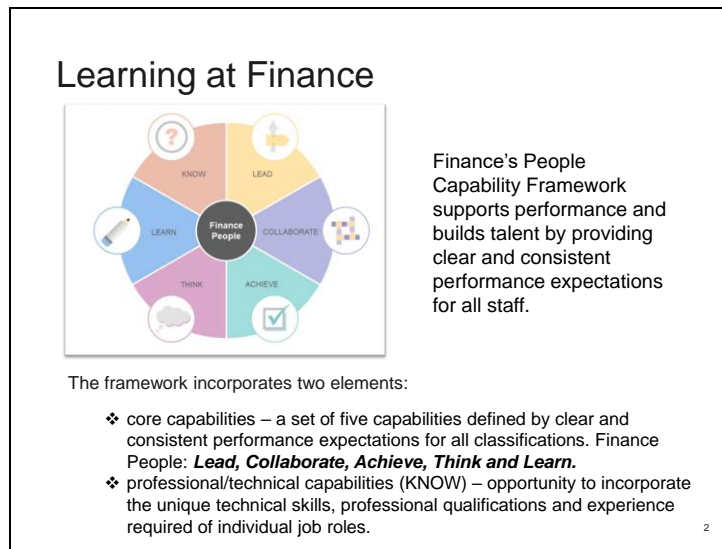 Learning at Finance
?
KNOW
LEAD
LEARN
Finance
People
COLLABORATE
THINK
ACHIEVE
Finance’s People
Capability Framework
supports performance and
builds talent by providing
clear and consistent
performance expectations
for all staff.
The framework incorporates two elements:
❖ core capabilities – a set of five capabilities defined by clear and
consistent performance expectations for all classifications. Finance
People: Lead, Collaborate, Achieve, Think and Learn.
❖ professional/technical capabilities (KNOW) – opportunity to incorporate
the unique technical skills, professional qualifications and experience
required of individual job roles.
2